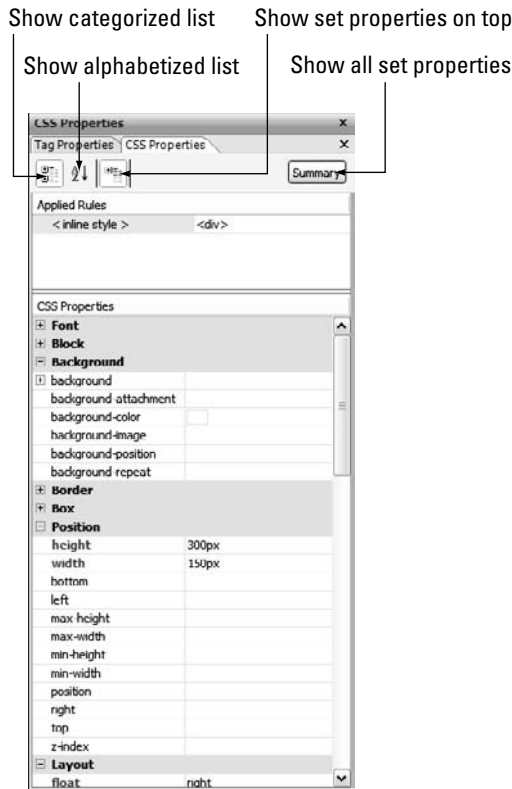 Show categorized list
Show set properties on top
Show alphabetized list
Show all set properties
CSS Properties x
Tag Properties CSS Properties x
Summary
Applied Rules
< inline style > <div>
CSS Properties
Font
Block
Background
background
background-attachment
background-color
background-image
background-position
background-repeat
Border
Box
Position
height 300px
width 150px
bottom
left
max-height
max-width
min-height
min-width
position
right
top
z-index
Layout
float right